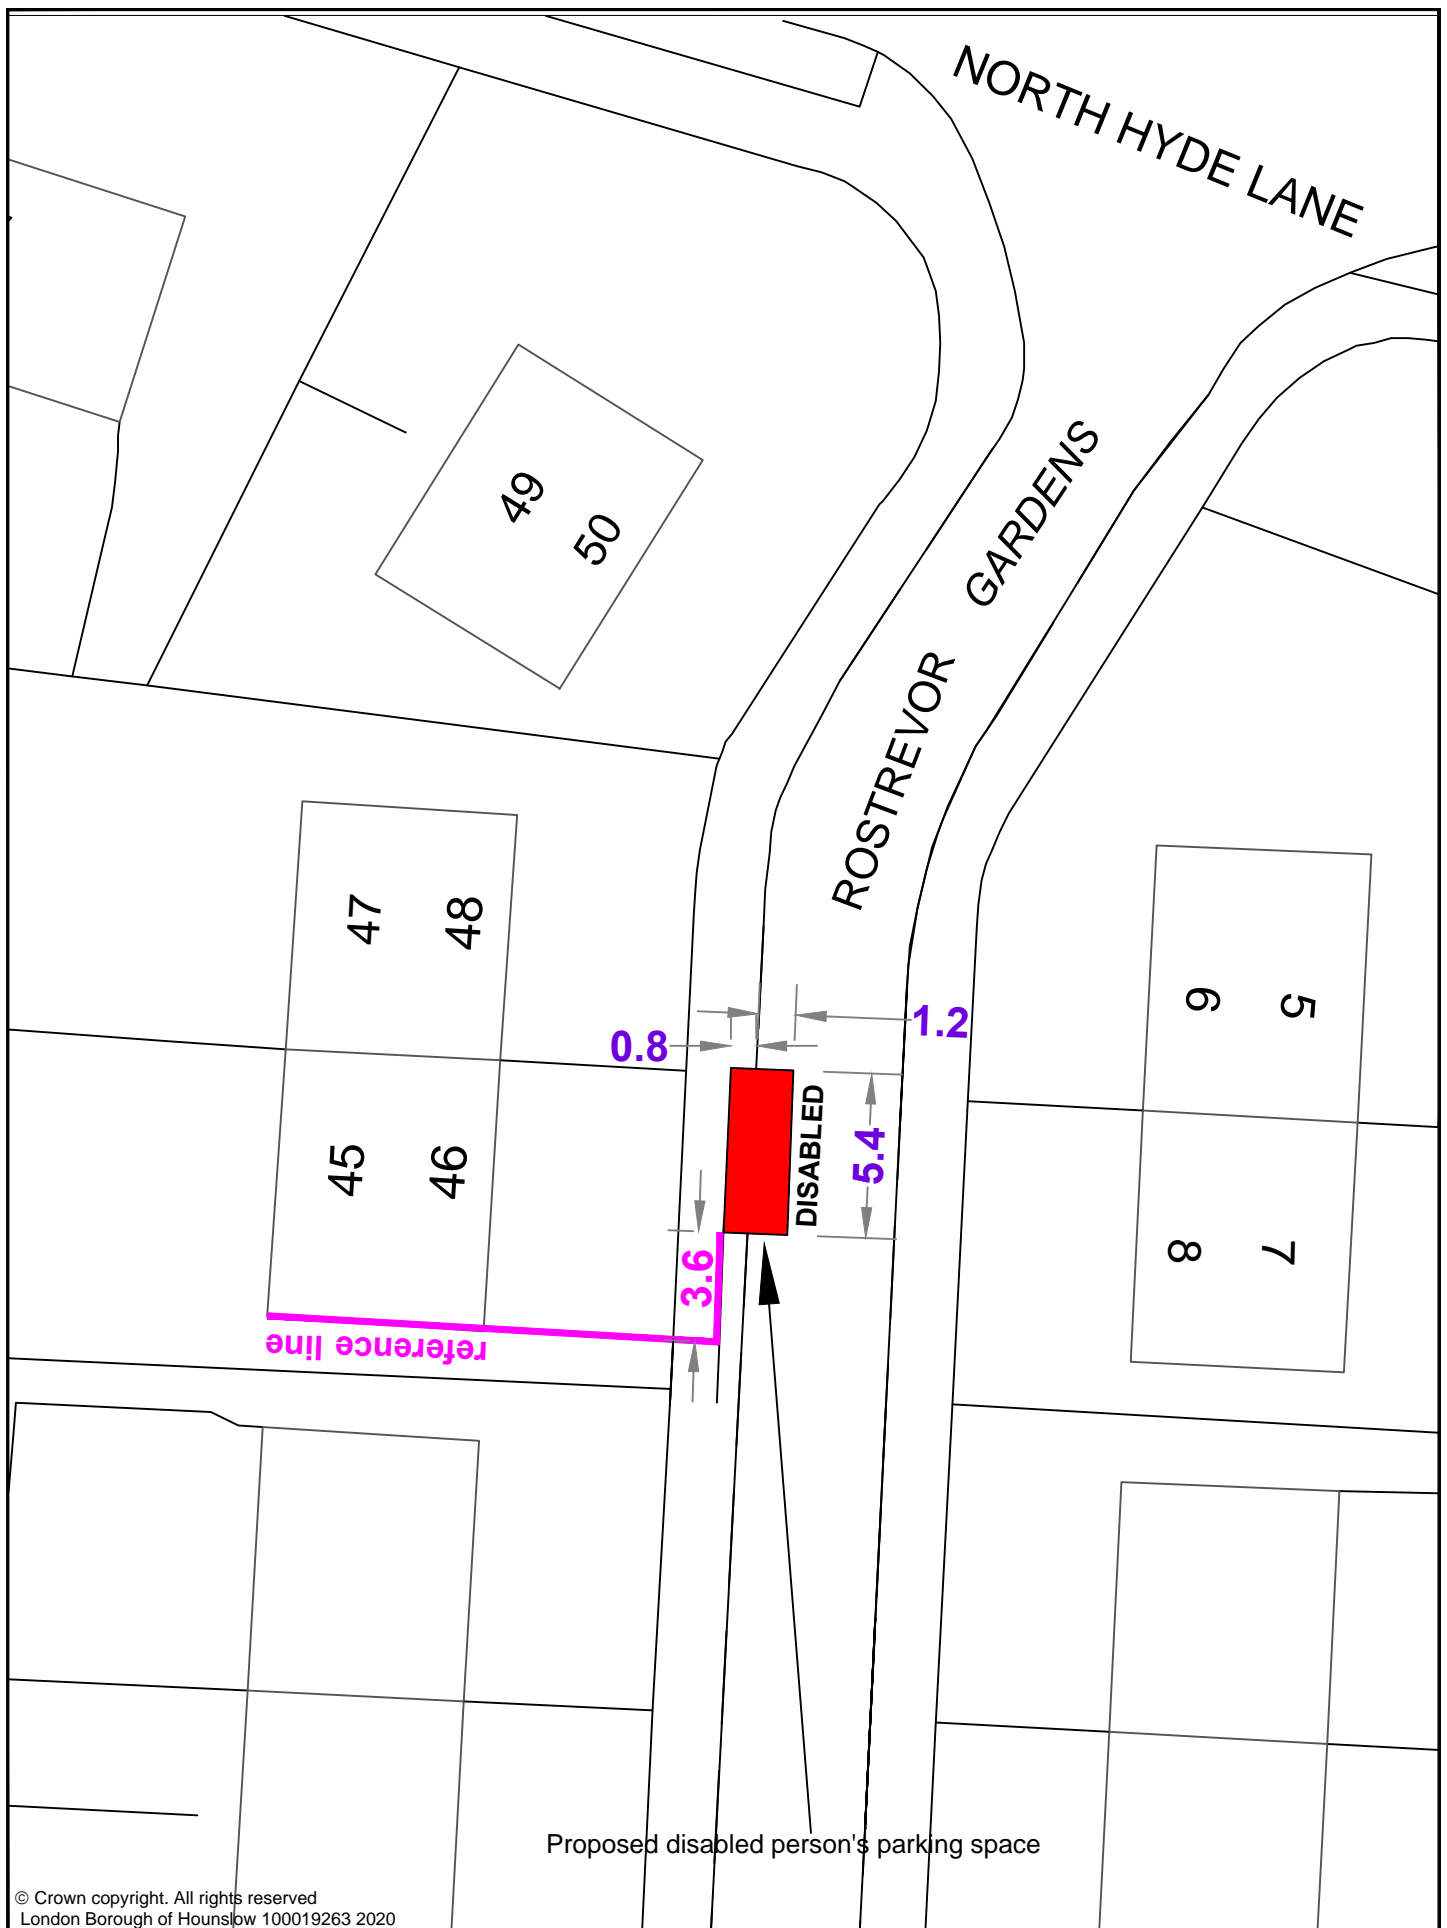 NORTH HYDE LANE
ROSTREVOR GARDENS
49
50
47
48
6
5
0.8
1.2
45
46
DISABLED
5.4
8
7
3.6
reference line
Proposed disabled person's parking space
© Crown copyright. All rights reserved
London Borough of Hounslow 100019263 2020